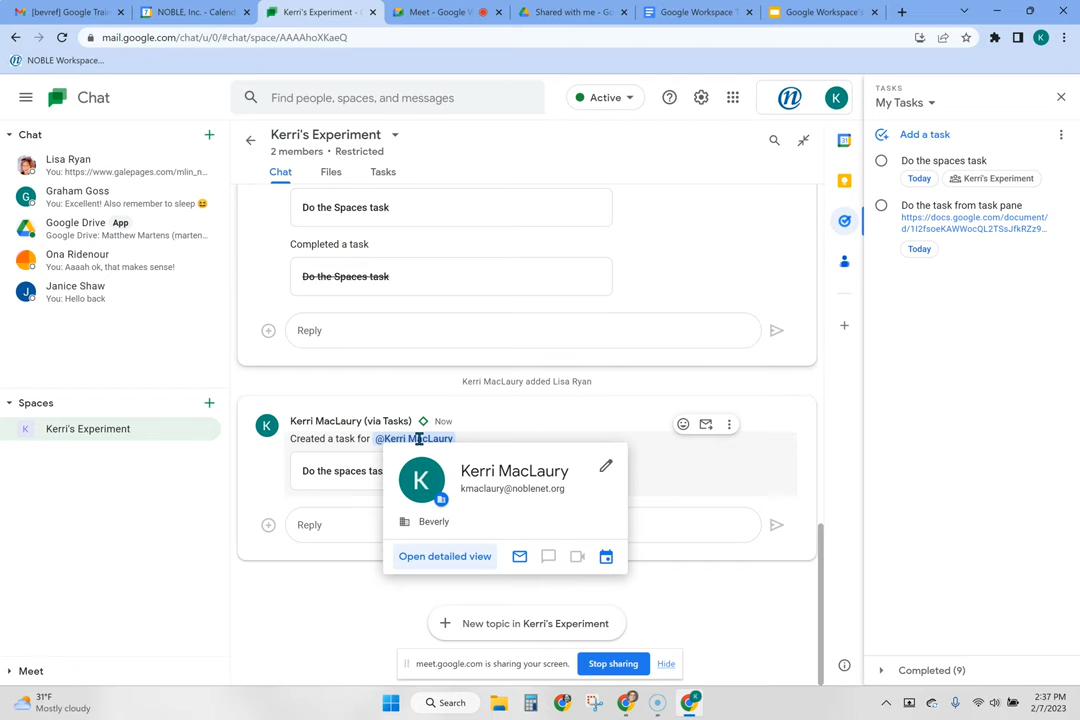 [bevref] Google Train
NOBLE, Inc. - Calend
Kerri's Experiment -
Meet - Google W
Shared with me - Go
Google Workspace T
Google Workspace's
mail.google.com/chat/u/0/#chat/space/AAAAhoXKaeQ
K
NOBLE Workspace...
Chat
Find people, spaces, and messages
Active
n
K
TASKS
My Tasks
Chat
Lisa Ryan
You: https://www.galepages.com/mlin_n...
G
Graham Goss
You: Excellent! Also remember to sleep 😆
Google Drive App
Google Drive: Matthew Martens (marten...
Ona Ridenour
You: Aaaah ok, that makes sense!
J
Janice Shaw
You: Hello back
Spaces
K
Kerri's Experiment
Meet
Kerri's Experiment
2 members • Restricted
Chat
Files
Tasks
Do the Spaces task
Completed a task
Do the Spaces task
Reply
Kerri MacLaury added Lisa Ryan
K
Kerri MacLaury (via Tasks)
Now
Created a task for @Kerri MacLaury
Do the spaces tas
Reply
K
Kerri MacLaury
kmaclaury@noblenet.org
Beverly
Open detailed view
New topic in Kerri's Experiment
31
Add a task
Do the spaces task
Today
Kerri's Experiment
Do the task from task pane
https://docs.google.com/document/
d/1I2fsoeKAWWocQL2TSsJfkRZz9...
Today
Completed (9)
meet.google.com is sharing your screen.
Stop sharing
Hide
31°F
Mostly cloudy
Search
K
2:37 PM
2/7/2023